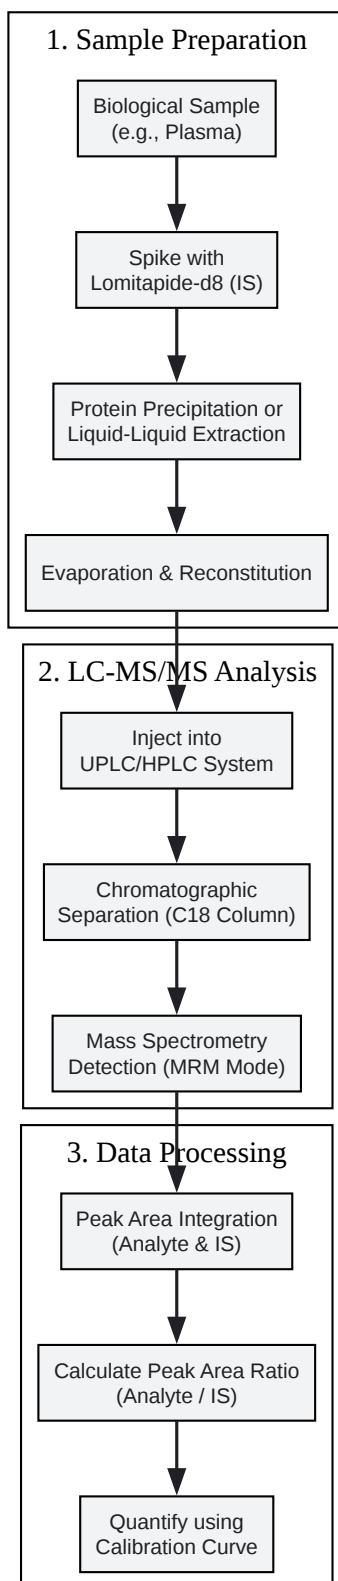 1. Sample Preparation
Biological Sample
(e.g., Plasma)
Spike with
Lomitapide-d8 (IS)
Protein Precipitation or
Liquid-Liquid Extraction
Evaporation & Reconstitution
2. LC-MS/MS Analysis
Inject into
UPLC/HPLC System
Chromatographic
Separation (C18 Column)
Mass Spectrometry
Detection (MRM Mode)
3. Data Processing
Peak Area Integration
(Analyte & IS)
Calculate Peak Area Ratio
(Analyte / IS)
Quantify using
Calibration Curve